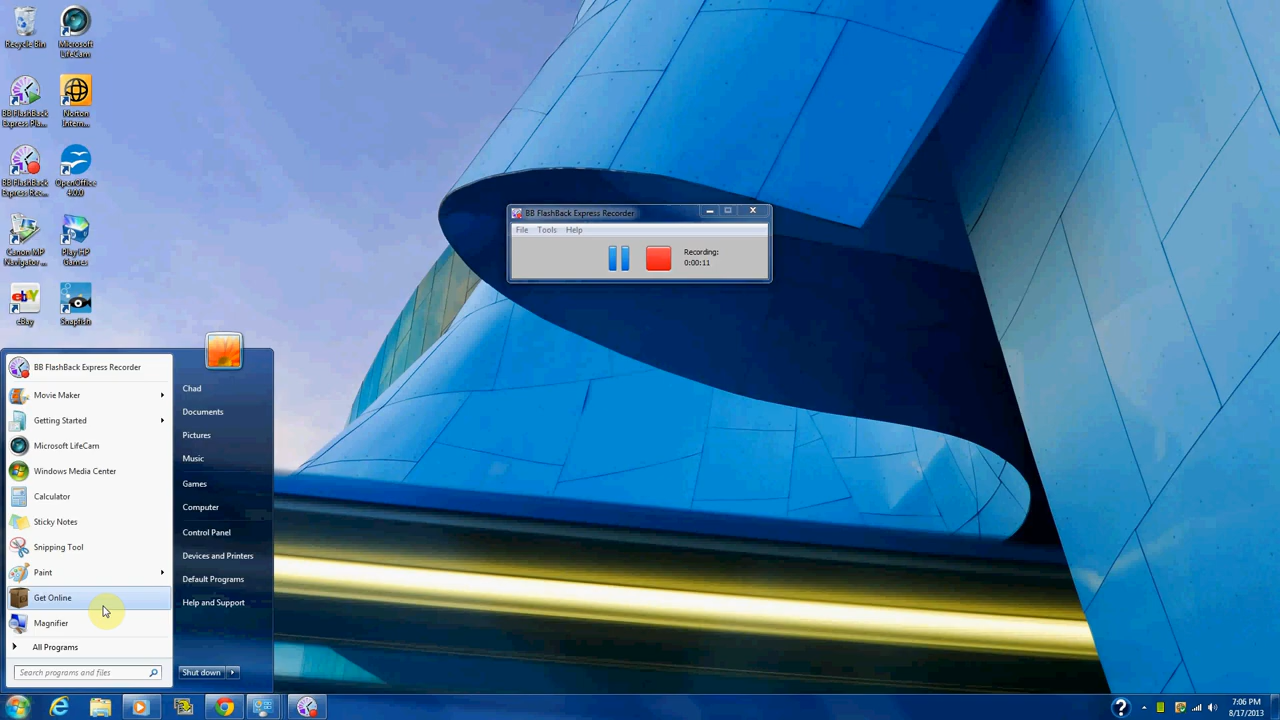 Recycle Bin
Microsoft
LifeCam
BB FlashBack
Express Pla...
Norton
Intern...
BB FlashBack
Express Rec...
OpenOffice
4.0.0
Canon MP
Navigator ...
Play HP
Games
ebY
eBay
Snapfish
BB FlashBack Express Recorder
File Tools Help
Recording:
0:00:11
BB FlashBack Express Recorder
Movie Maker
Getting Started
Microsoft LifeCam
Windows Media Center
Calculator
Sticky Notes
Snipping Tool
Paint
Get Online
Magnifier
All Programs
Search programs and files
Chad
Documents
Pictures
Music
Games
Computer
Control Panel
Devices and Printers
Default Programs
Help and Support
Shut down
7:06 PM
8/17/2013